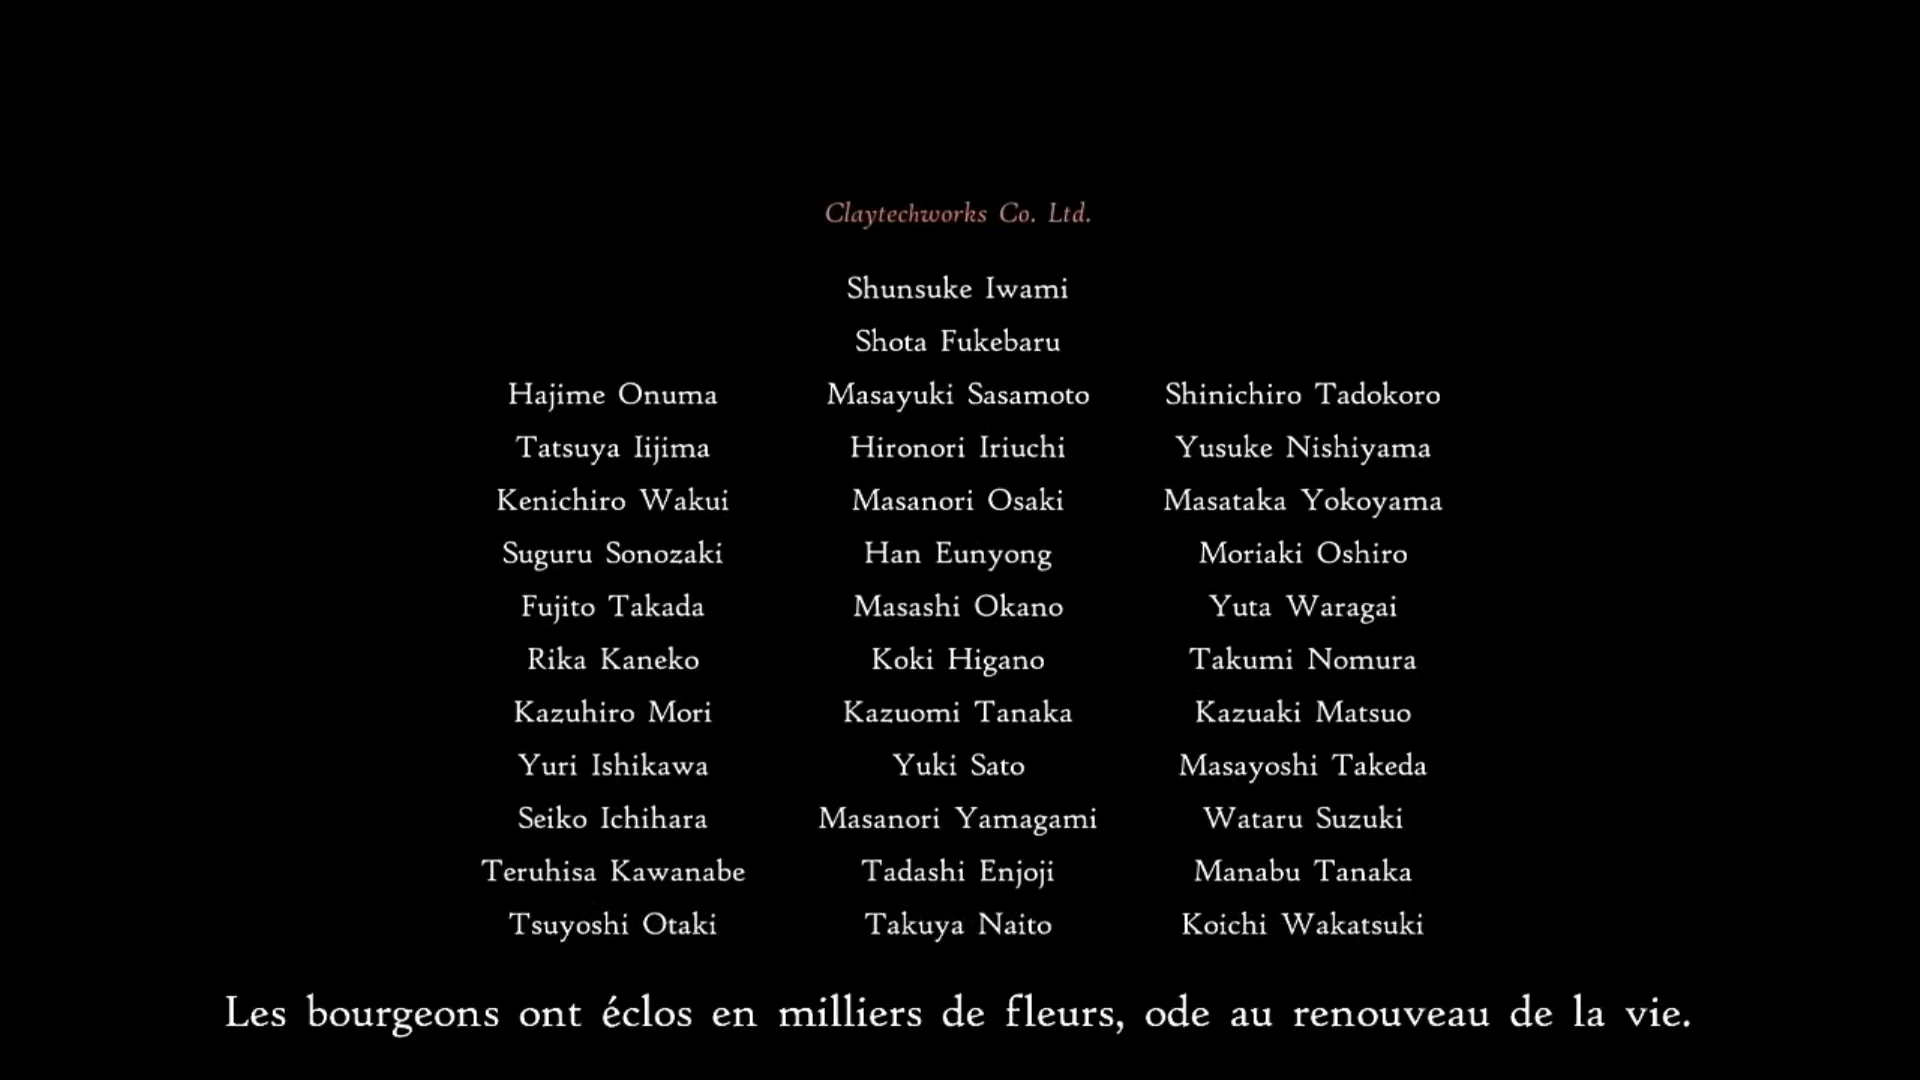 Claytechworks Co. Ltd.
Shunsuke Iwami
Shota Fukebaru
Hajime Onuma Masayuki Sasamoto Shinichiro Tadokoro
Tatsuya Iijima Hironori Iriuchi Yusuke Nishiyama
Kenichiro Wakui Masanori Osaki Masataka Yokoyama
Suguru Sonozaki Han Eunyong Moriaki Oshiro
Fujito Takada Masashi Okano Yuta Waragai
Rika Kaneko Koki Higano Takumi Nomura
Kazuhiro Mori Kazuomi Tanaka Kazuaki Matsuo
Yuri Ishikawa Yuki Sato Masayoshi Takeda
Seiko Ichihara Masanori Yamagami Wataru Suzuki
Teruhisa Kawanabe Tadashi Enjoji Manabu Tanaka
Tsuyoshi Otaki Takuya Naito Koichi Wakatsuki
Les bourgeons ont éclos en milliers de fleurs, ode au renouveau de la vie.